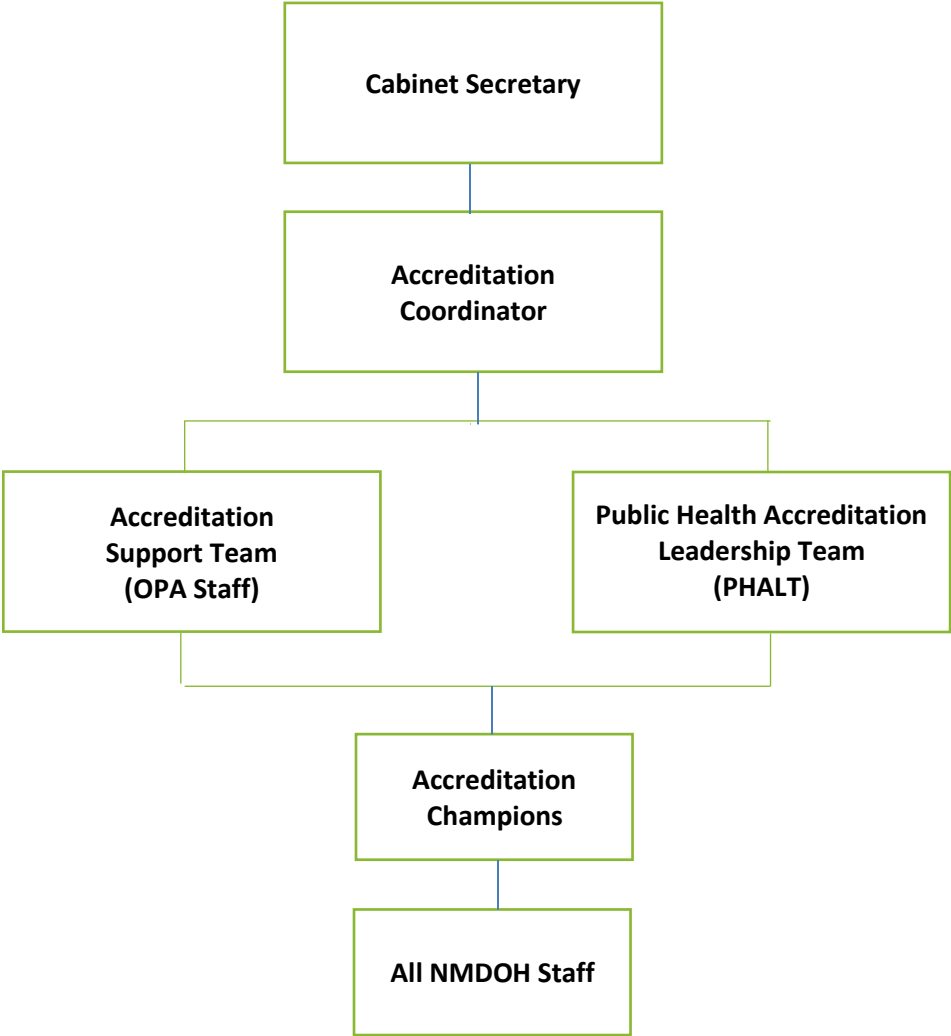 Cabinet Secretary
Accreditation
Coordinator
Accreditation
Support Team
(OPA Staff)
Public Health Accreditation
Leadership Team
(PHALT)
Accreditation
Champions
All NMDOH Staff